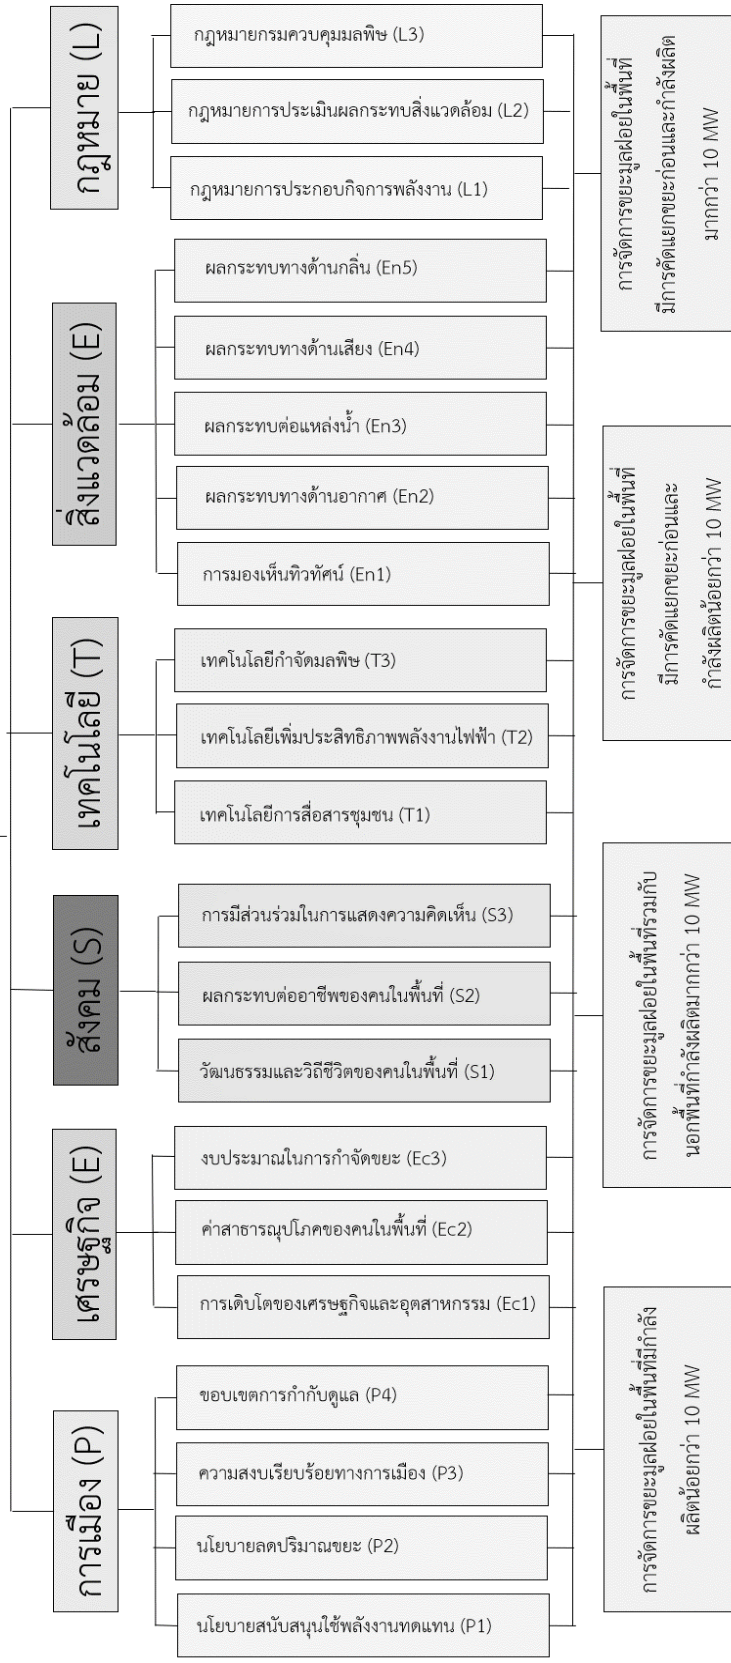 กฎหมาย (L)
กฎหมายกรมควบคุมมลพิษ (L3)
กฎหมายการประเมินผลกระทบสิ่งแวดล้อม (L2)
กฎหมายการประกอบกิจการพลังงาน (L1)
สิ่งแวดล้อม (E)
ผลกระทบทางด้านกลิ่น (En5)
ผลกระทบทางด้านเสียง (En4)
ผลกระทบต่อแหล่งน้ำ (En3)
ผลกระทบทางด้านอากาศ (En2)
การมองเห็นทิวทัศน์ (En1)
เทคโนโลยี (T)
เทคโนโลยีกำจัดมลพิษ (T3)
เทคโนโลยีเพิ่มประสิทธิภาพพลังงานไฟฟ้า (T2)
เทคโนโลยีการสื่อสารชุมชน (T1)
สังคม (S)
การมีส่วนร่วมในการแสดงความคิดเห็น (S3)
ผลกระทบต่ออาชีพของคนในพื้นที่ (S2)
วัฒนธรรมและวิถีชีวิตของคนในพื้นที่ (S1)
เศรษฐกิจ (E)
งบประมาณในการกำจัดขยะ (Ec3)
ค่าสาธารณุปโภคของคนในพื้นที่ (Ec2)
การเติบโตของเศรษฐกิจและอุตสาหกรรม (Ec1)
การเมือง (P)
ขอบเขตการกำกับดูแล (P4)
ความสงบเรียบร้อยทางการเมือง (P3)
นโยบายลดปริมาณขยะ (P2)
นโยบายสนับสนุนใช้พลังงานทดแทน (P1)
การจัดการขยะมูลฝอยในพื้นที่
มีการคัดแยกขยะก่อนและกำลังผลิต
มากกว่า 10 MW
การจัดการขยะมูลฝอยในพื้นที่
มีการคัดแยกขยะก่อนและ
กำลังผลิตน้อยกว่า 10 MW
การจัดการขยะมูลฝอยในพื้นที่รวมกับ
นอกพื้นที่กำลังผลิตมากกว่า 10 MW
การจัดการขยะมูลฝอยในพื้นที่มีกำลัง
ผลิตน้อยกว่า 10 MW